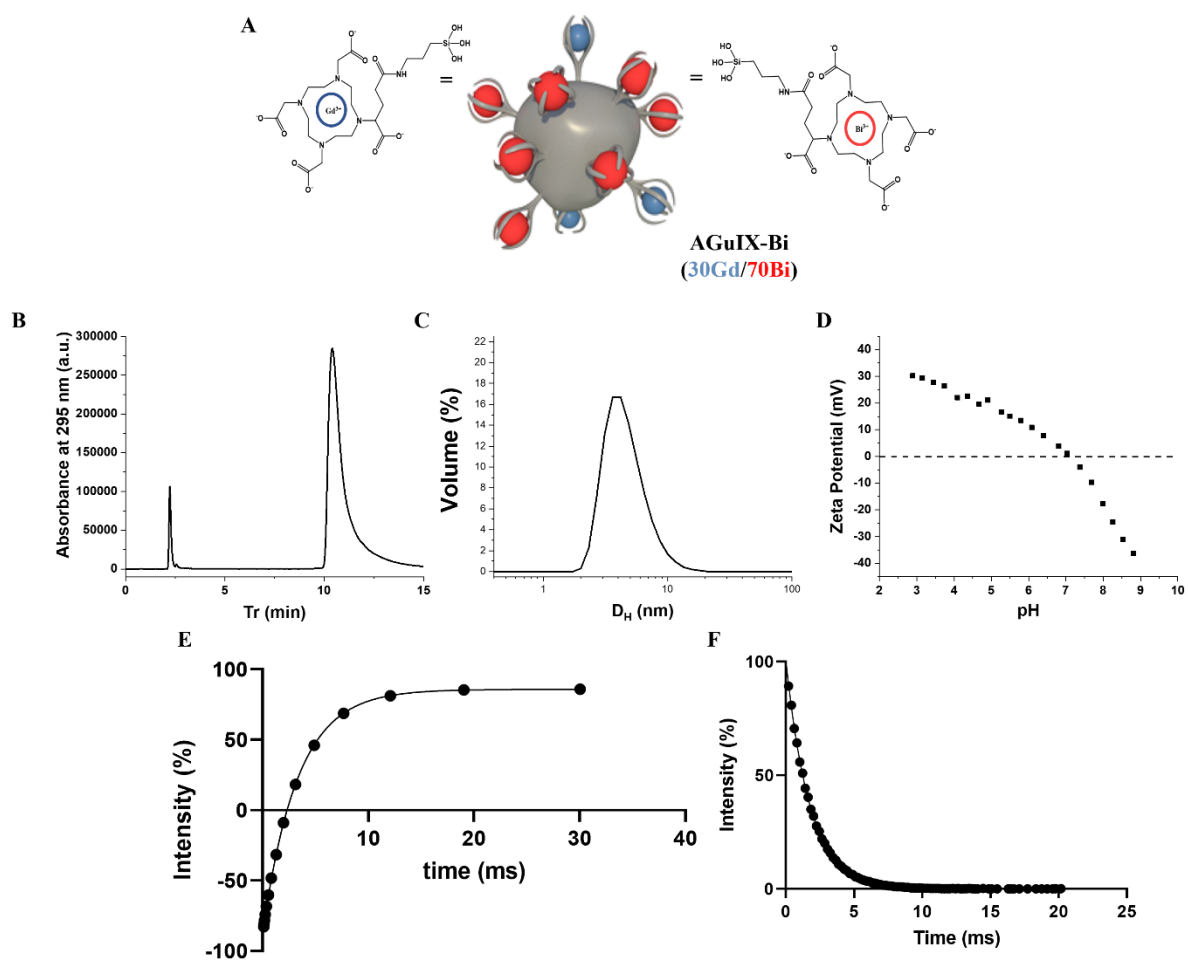 A
O⁻
O
O
NH
OH
Si OH
OH
N
N
N
N
Gd³⁺
O⁻
O
O⁻
O
O⁻
O
=
=
OH
HO
Si
HO
HN
O
O⁻
O
N
N
N
N
Bi³⁺
O⁻
O
O⁻
O
O
O⁻
AGuIX-Bi
(30Gd/70Bi)
B
Absorbance at 295 nm (a.u.)
300000
250000
200000
150000
100000
50000
0
0 5 10 15
Tr (min)
C
Volume (%)
22
20
18
16
14
12
10
8
6
4
2
0
1 10 100
D_H (nm)
D
Zeta Potential (mV)
40
30
20
10
0
-10
-20
-30
-40
2 3 4 5 6 7 8 9 10
pH
E
Intensity (%)
100
50
0
-50
-100
10 20 30 40
time (ms)
F
Intensity (%)
100
50
0
0 5 10 15 20 25
Time (ms)